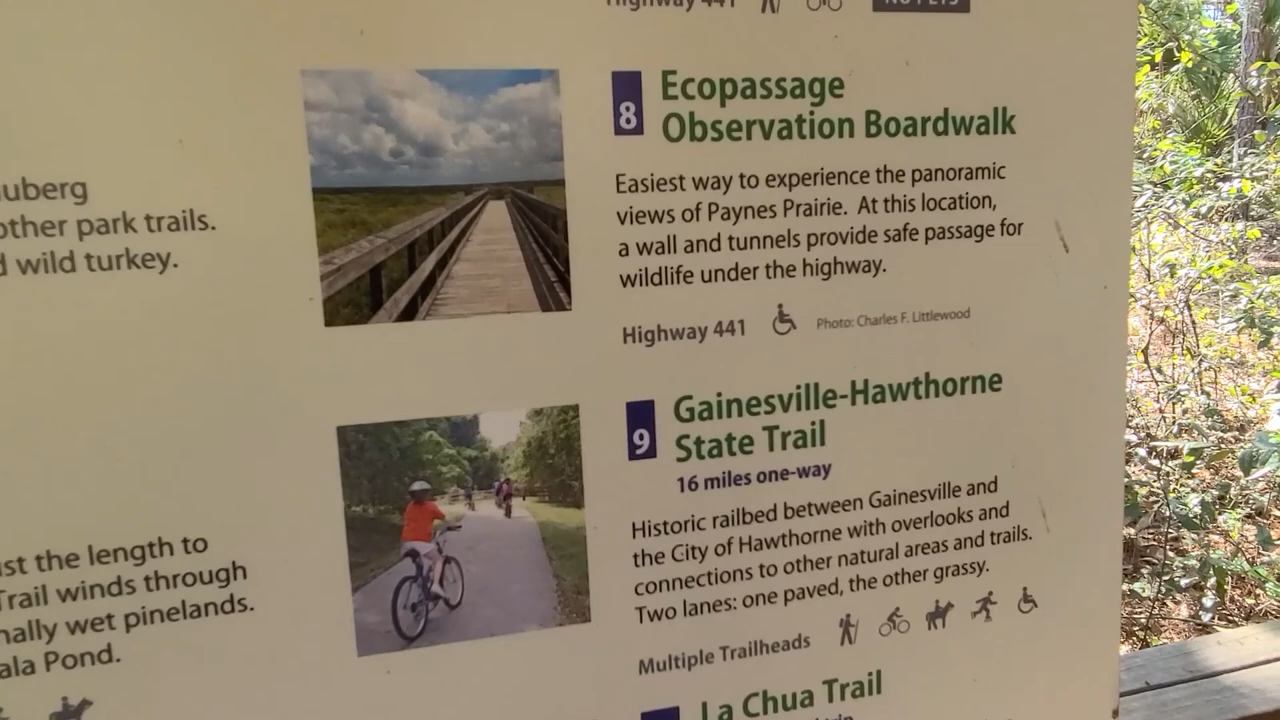 Highway 441
NO PETS
8
Ecopassage
Observation Boardwalk
Easiest way to experience the panoramic
views of Paynes Prairie. At this location,
a wall and tunnels provide safe passage for
wildlife under the highway.
Highway 441
Photo: Charles F. Littlewood
9
Gainesville-Hawthorne
State Trail
16 miles one-way
Historic railbed between Gainesville and
the City of Hawthorne with overlooks and
connections to other natural areas and trails.
Two lanes: one paved, the other grassy.
Multiple Trailheads
La Chua Trail
uberg
other park trails.
d wild turkey.
st the length to
Trail winds through
nally wet pinelands.
ala Pond.